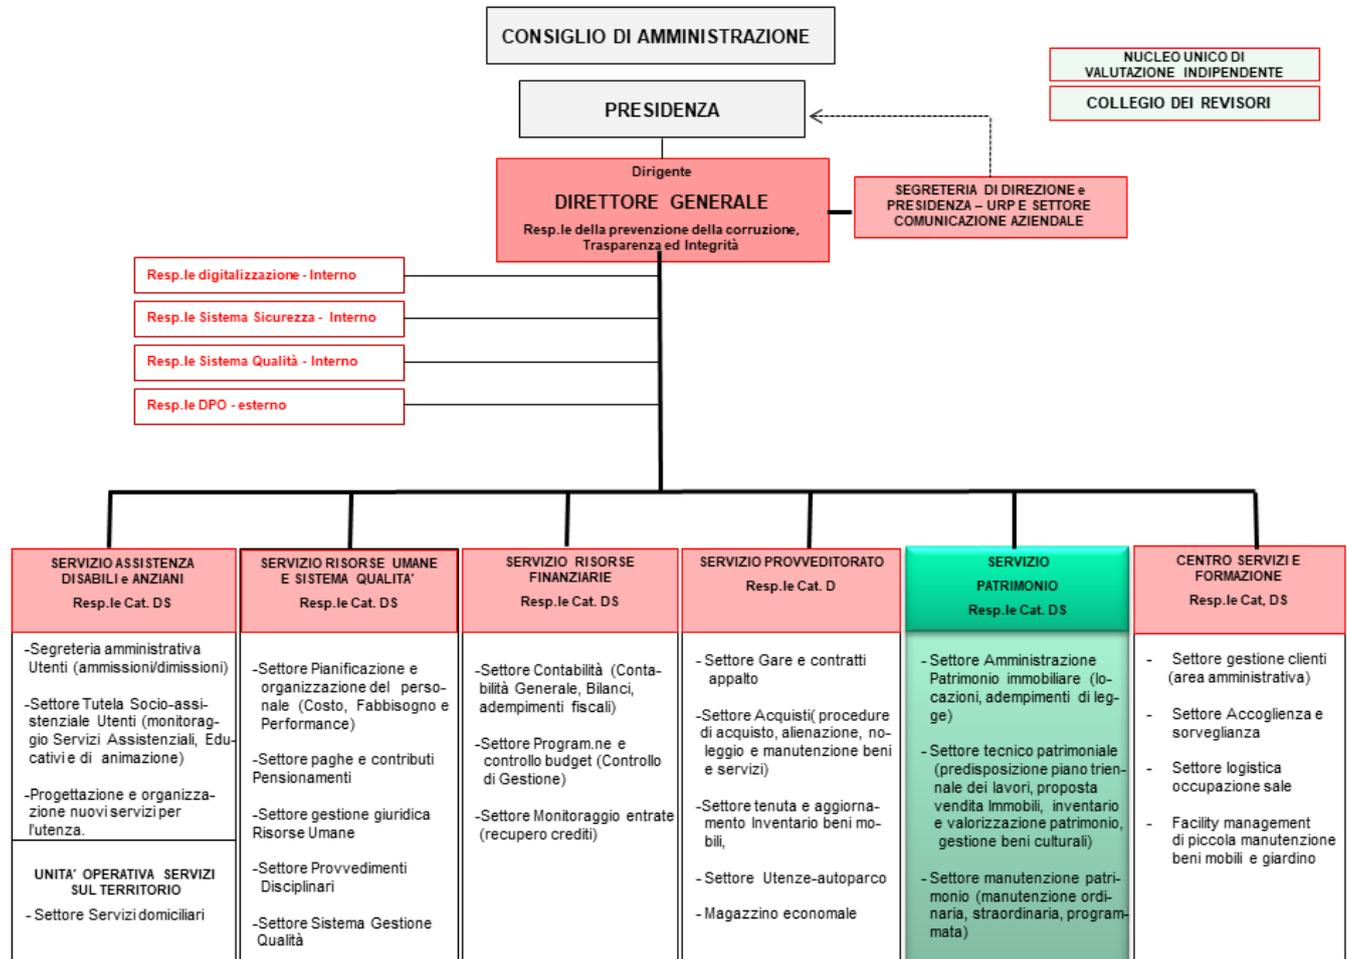 CONSIGLIO DI AMMINISTRAZIONE
NUCLEO UNICO DI
VALUTAZIONE INDIPENDENTE
COLLEGIO DEI REVISORI
PRESIDENZA
Dirigente
DIRETTORE GENERALE
Resp.le della prevenzione della corruzione,
Trasparenza ed Integrità
SEGRETERIA DI DIREZIONE e
PRESIDENZA – URP E SETTORE
COMUNICAZIONE AZIENDALE
Resp.le digitalizzazione - Interno
Resp.le Sistema Sicurezza - Interno
Resp.le Sistema Qualità - Interno
Resp.le DPO - esterno
SERVIZIO ASSISTENZA
DISABILI e ANZIANI
Resp.le Cat. DS
-Segreteria amministrativa
Utenti (ammissioni/dimissioni)
-Settore Tutela Socio-assi-
stenziale Utenti (monitorag-
gio Servizi Assistenziali, Edu-
cativi e di animazione)
-Progettazione e organizza-
zione nuovi servizi per
l'utenza.
UNITA' OPERATIVA SERVIZI
SUL TERRITORIO
- Settore Servizi domiciliari
SERVIZIO RISORSE UMANE
E SISTEMA QUALITA'
Resp.le Cat. DS
-Settore Pianificazione e
organizzazione del perso-
nale (Costo, Fabbisogno e
Performance)
-Settore paghe e contributi
Pensionamenti
-Settore gestione giuridica
Risorse Umane
-Settore Provvedimenti
Disciplinari
-Settore Sistema Gestione
Qualità
SERVIZIO RISORSE
FINANZIARIE
Resp.le Cat. DS
-Settore Contabilità (Conta-
bilità Generale, Bilanci,
adempimenti fiscali)
-Settore Program.ne e
controllo budget (Controllo
di Gestione)
-Settore Monitoraggio entrate
(recupero crediti)
SERVIZIO PROVVEDITORATO
Resp.le Cat. D
- Settore Gare e contratti
appalto
-Settore Acquisti( procedure
di acquisto, alienazione, no-
leggio e manutenzione beni
e servizi)
-Settore tenuta e aggiorna-
mento Inventario beni mo-
bili,
- Settore Utenze-autoparco
- Magazzino economale
SERVIZIO
PATRIMONIO
Resp.le Cat. DS
- Settore Amministrazione
Patrimonio immobiliare (lo-
cazioni, adempimenti di leg-
ge)
- Settore tecnico patrimoniale
(predisposizione piano trien-
nale dei lavori, proposta
vendita Immobili, inventario
e valorizzazione patrimonio,
gestione beni culturali)
- Settore manutenzione patri-
monio (manutenzione ordi-
naria, straordinaria, program-
mata)
CENTRO SERVIZI E
FORMAZIONE
Resp.le Cat, DS
- Settore gestione clienti
(area amministrativa)
- Settore Accoglienza e
sorveglianza
- Settore logistica
occupazione sale
- Facility management
di piccola manutenzione
beni mobili e giardino